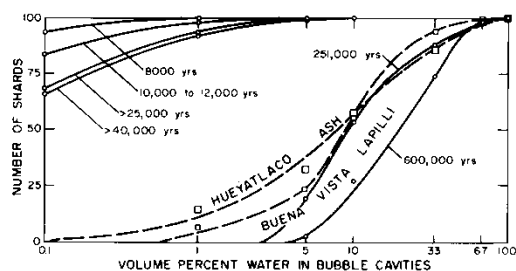 NUMBER OF SHARDS
100
75
50
25
0
8000 yrs
10,000 to 12,000 yrs
>25,000 yrs
>40,000 yrs
251,000 yrs
600,000 yrs
HUEYATLACO ASH
BUENA VISTA LAPILLI
0.1
1
5
10
33
67
100
VOLUME PERCENT WATER IN BUBBLE CAVITIES